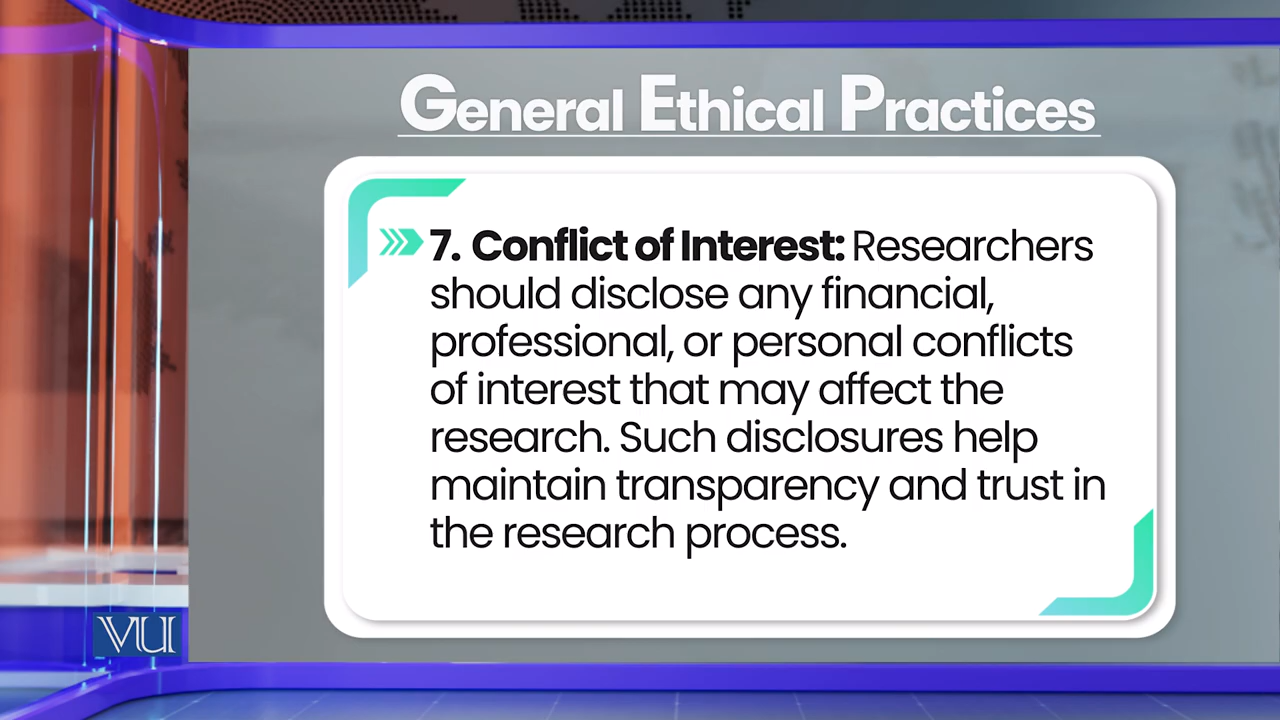 General Ethical Practices
7. Conflict of Interest: Researchers
should disclose any financial,
professional, or personal conflicts
of interest that may affect the
research. Such disclosures help
maintain transparency and trust in
the research process.
VU